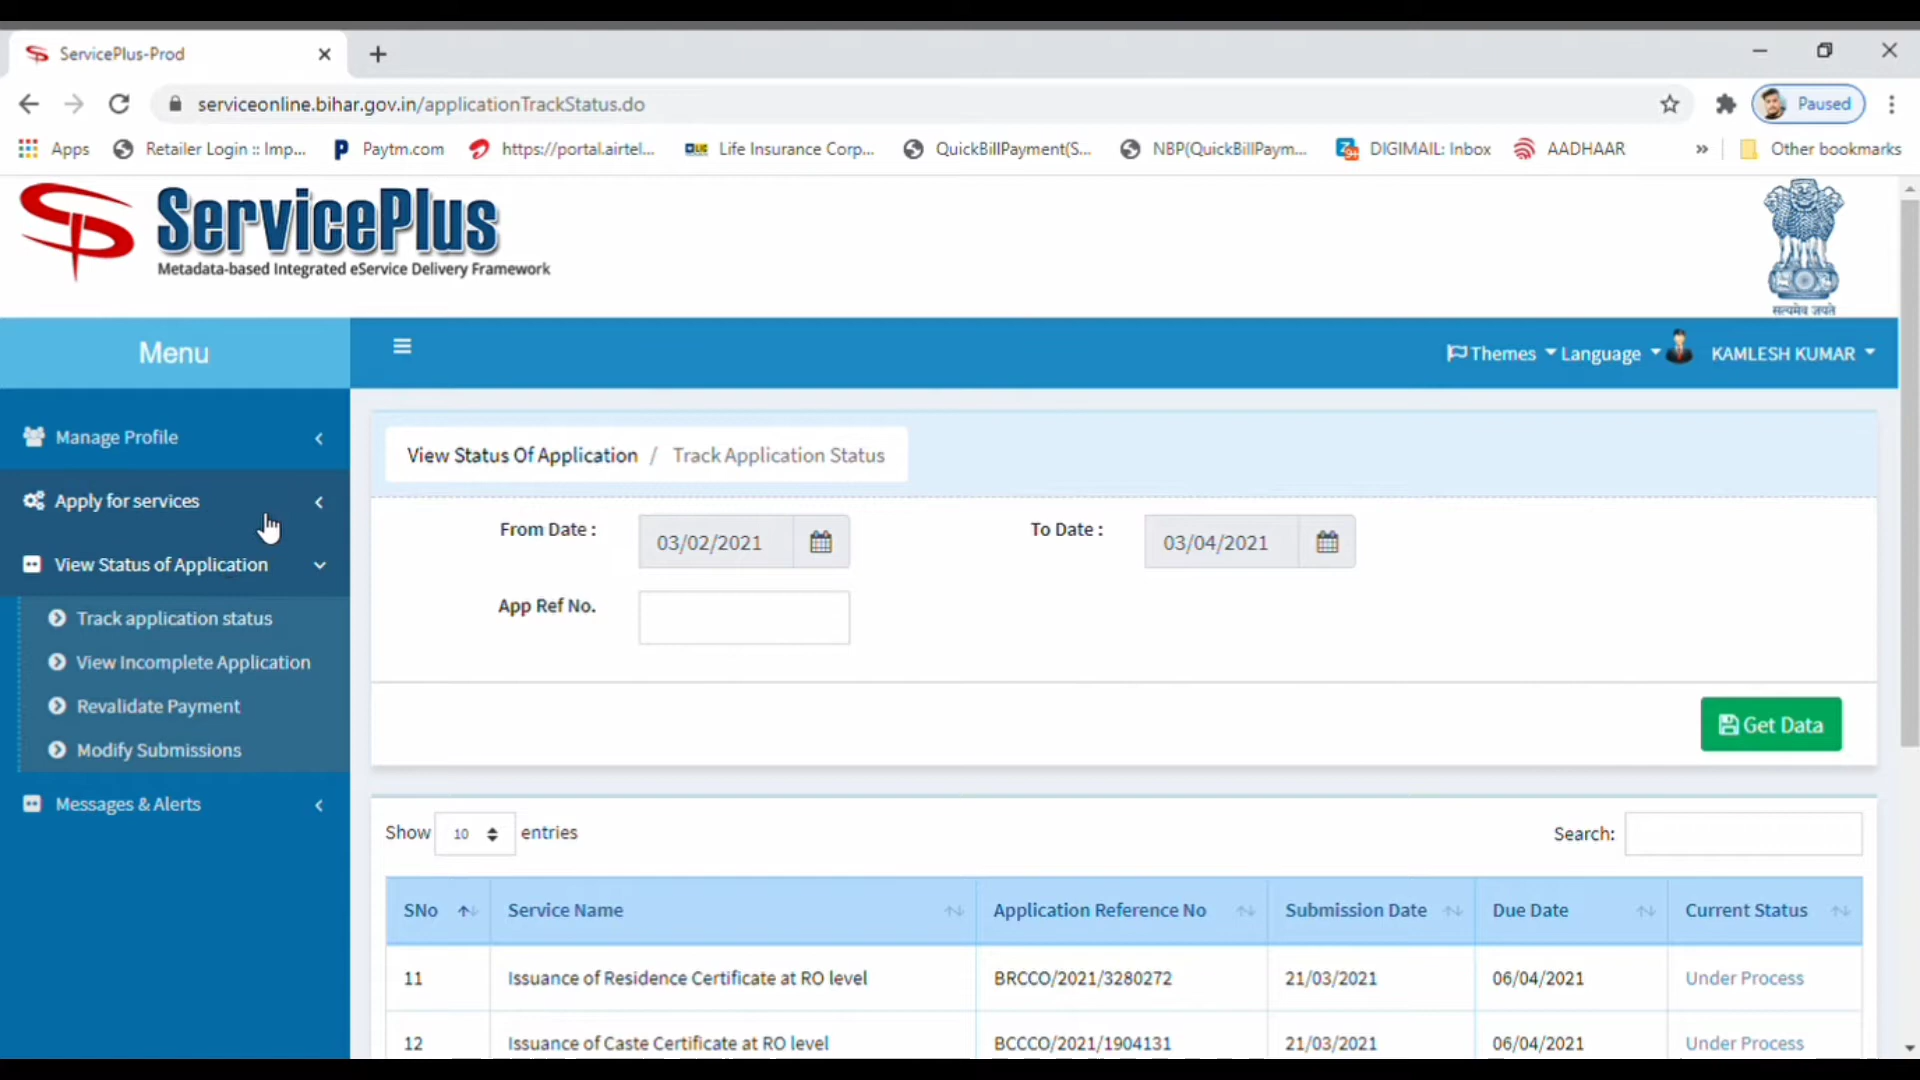 ServicePlus-Prod
serviceonline.bihar.gov.in/applicationTrackStatus.do
Paused
Apps
Retailer Login :: Imp...
Paytm.com
https://portal.airtel...
Life Insurance Corp...
QuickBillPayment(S...
NBP(QuickBillPaym...
DIGIMAIL: Inbox
AADHAAR
»
Other bookmarks
ServicePlus
Metadata-based Integrated eService Delivery Framework
सत्यमेव जयते
Menu
Themes
Language
KAMLESH KUMAR
Manage Profile
Apply for services
View Status of Application
Track application status
View Incomplete Application
Revalidate Payment
Modify Submissions
Messages & Alerts
View Status Of Application / Track Application Status
From Date : 03/02/2021 To Date : 03/04/2021
App Ref No.
Get Data
Show 10 entries Search:
SNo Service Name Application Reference No Submission Date Due Date Current Status
11 Issuance of Residence Certificate at RO level BRCCO/2021/3280272 21/03/2021 06/04/2021 Under Process
12 Issuance of Caste Certificate at RO level BCCCO/2021/1904131 21/03/2021 06/04/2021 Under Process